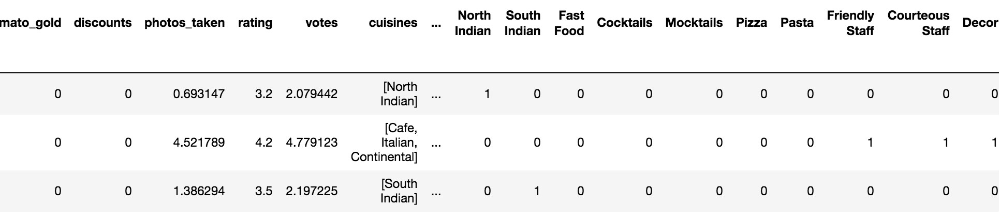 mato_gold discounts photos_taken rating votes cuisines ... North Indian South Indian Fast Food Cocktails Mocktails Pizza Pasta Friendly Staff Courteous Staff Decor
0 0 0.693147 3.2 2.079442 [North Indian] ... 1 0 0 0 0 0 0 0 0 0
0 0 4.521789 4.2 4.779123 [Cafe, Italian, Continental] ... 0 0 0 0 0 0 0 1 1 1
0 0 1.386294 3.5 2.197225 [South Indian] ... 0 1 0 0 0 0 0 0 0 0